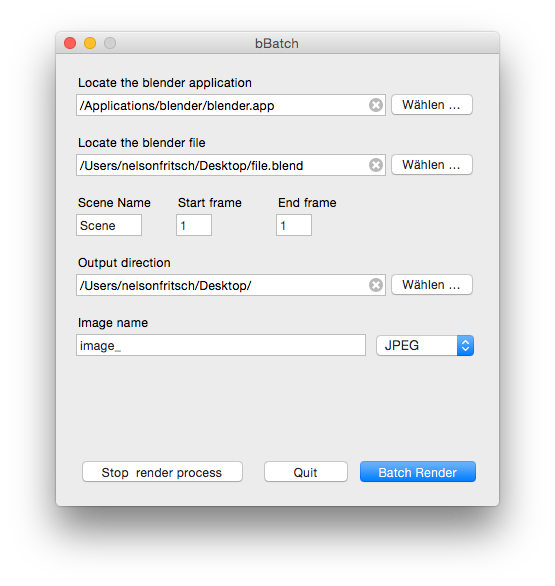 bBatch
Locate the blender application
/Applications/blender/blender.app
Wählen ...
Locate the blender file
/Users/nelsonfritsch/Desktop/file.blend
Wählen ...
Scene Name Start frame End frame
Scene 1 1
Output direction
/Users/nelsonfritsch/Desktop/
Wählen ...
Image name
image_ JPEG
Stop  render process Quit Batch Render